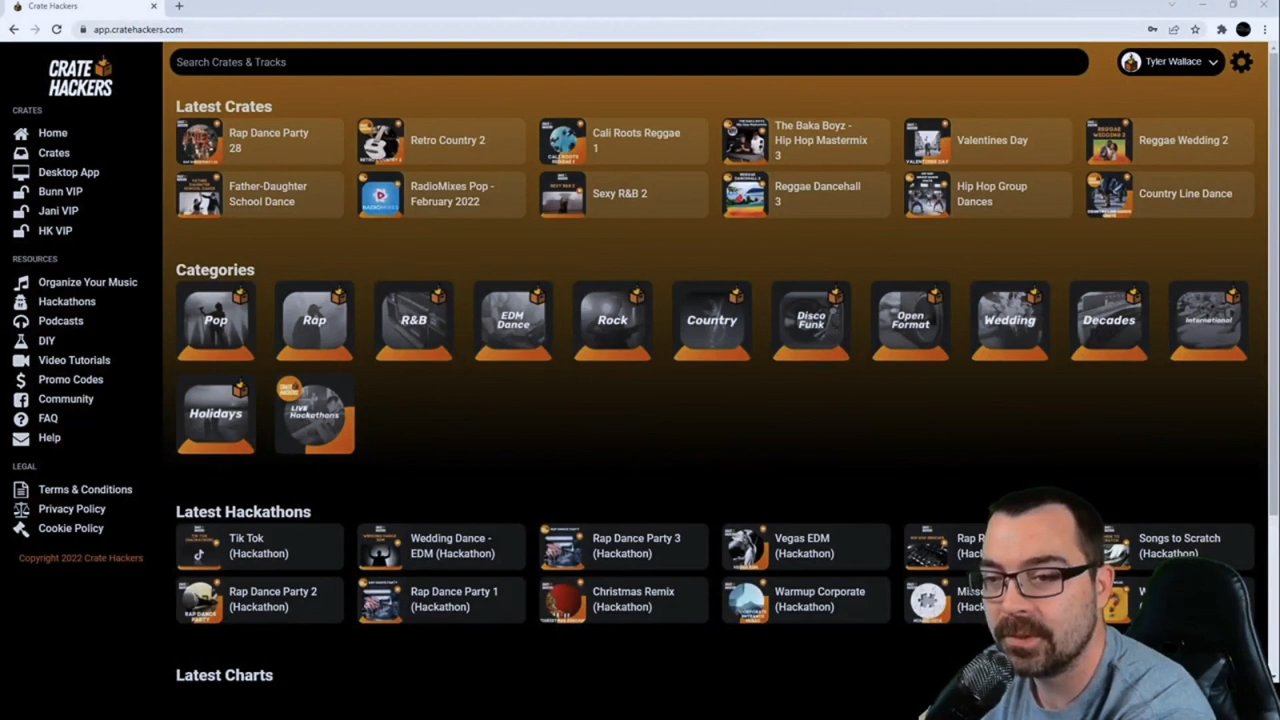 Crate Hackers
app.cratehackers.com
CRATE
HACKERS
Search Crates & Tracks
Tyler Wallace
CRATES
Home
Crates
Desktop App
Bunn VIP
Jani VIP
HK VIP
RESOURCES
Organize Your Music
Hackathons
Podcasts
DIY
Video Tutorials
Promo Codes
Community
FAQ
Help
LEGAL
Terms & Conditions
Privacy Policy
Cookie Policy
Copyright 2022 Crate Hackers
Latest Crates
Rap Dance Party
28
Retro Country 2
Cali Roots Reggae
1
The Baka Boyz -
Hip Hop Mastermix
3
Valentines Day
Reggae Wedding 2
Father-Daughter
School Dance
RadioMixes Pop -
February 2022
Sexy R&B 2
Reggae Dancehall
3
Hip Hop Group
Dances
Country Line Dance
Categories
Pop
Rap
R&B
EDM
Dance
Rock
Country
Disco
Funk
Open
Format
Wedding
Decades
International
Holidays
CRATE
HACKERS
LIVE
Hackathons
Latest Hackathons
Tik Tok
(Hackathon)
Wedding Dance -
EDM (Hackathon)
Rap Dance Party 3
(Hackathon)
Vegas EDM
(Hackathon)
Songs to Scratch
(Hackathon)
Rap Dance Party 2
(Hackathon)
Rap Dance Party 1
(Hackathon)
Christmas Remix
(Hackathon)
Warmup Corporate
(Hackathon)
Latest Charts